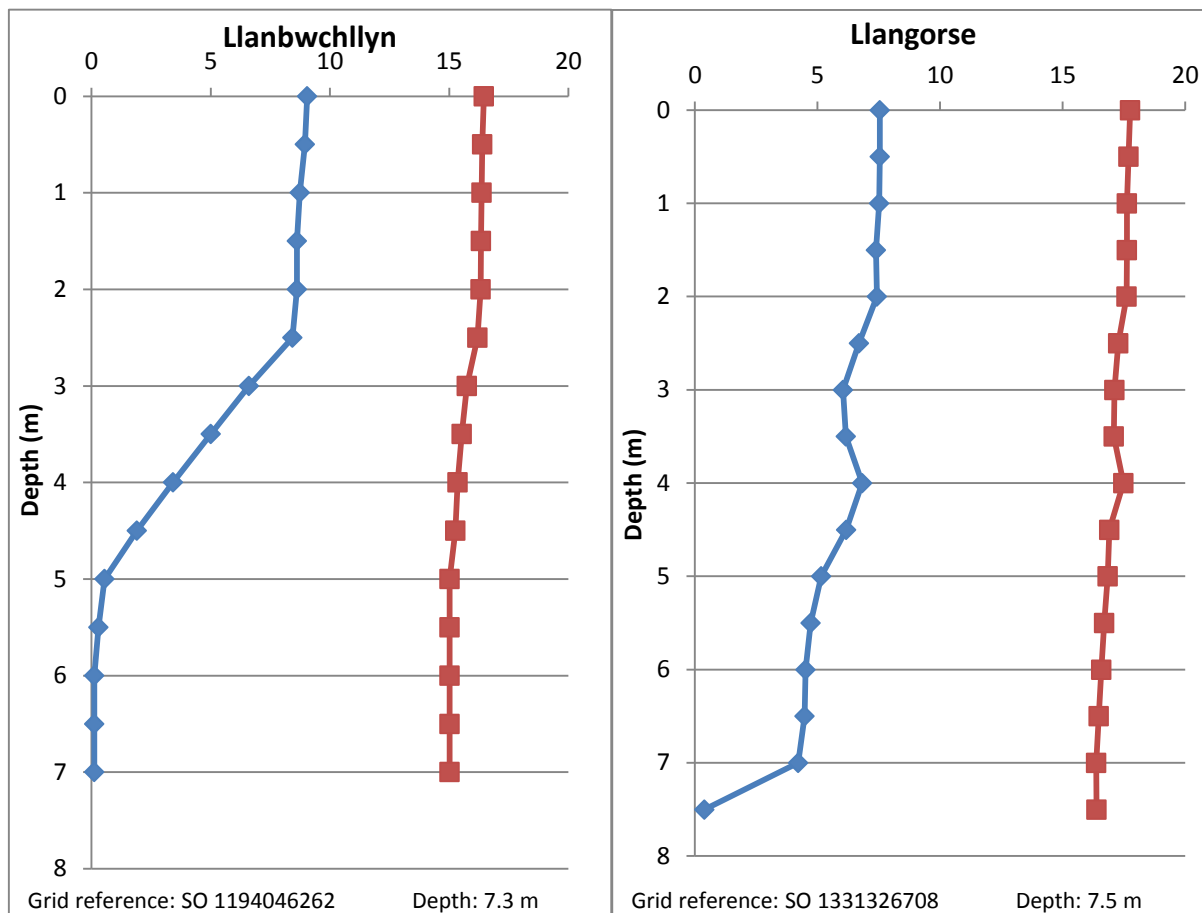 Llanbwchllyn
0 5 10 15 20
0
1
2
3
4
5
6
7
8
Depth (m)
Grid reference: SO 1194046262 Depth: 7.3 m
Llangorse
0 5 10 15 20
0
1
2
3
4
5
6
7
8
Depth (m)
Grid reference: SO 1331326708 Depth: 7.5 m